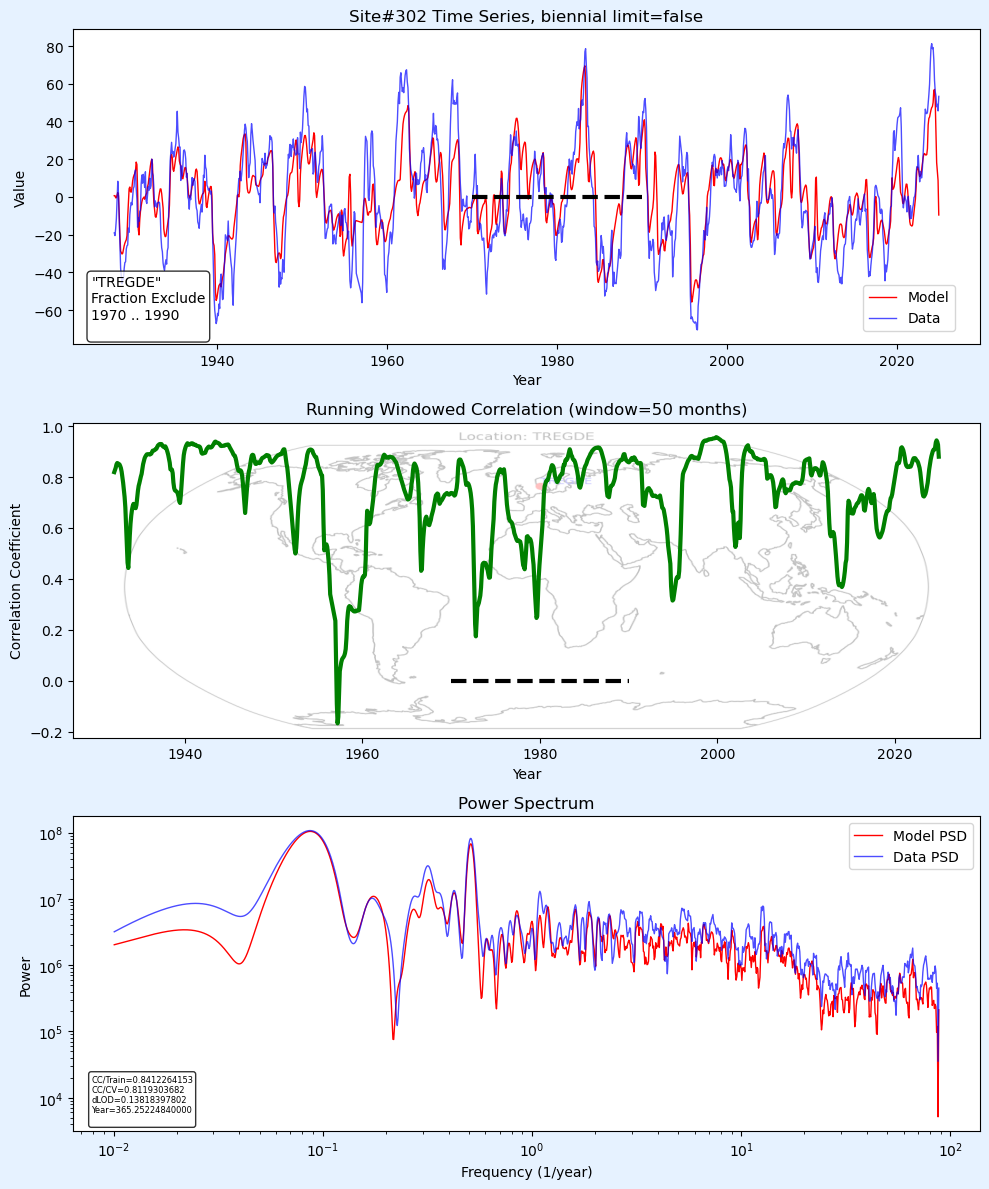 Site#302 Time Series, biennial limit=false
80
60
40
20
0
−20
−40
−60
Value
"TREGDE"
Fraction Exclude
1970 .. 1990
Model
Data
1940
1960
1980
2000
2020
Year
Running Windowed Correlation (window=50 months)
Location: TREGDE
1.0
0.8
0.6
0.4
0.2
0.0
−0.2
Correlation Coefficient
1940
1960
1980
2000
2020
Year
Power Spectrum
10^8
10^7
10^6
10^5
10^4
Power
Model PSD
Data PSD
CC/Train=0.8412264153
CC/CV=0.8119303682
dLOD=0.13818397802
Year=365.25224840000
10^−2
10^−1
10^0
10^1
10^2
Frequency (1/year)